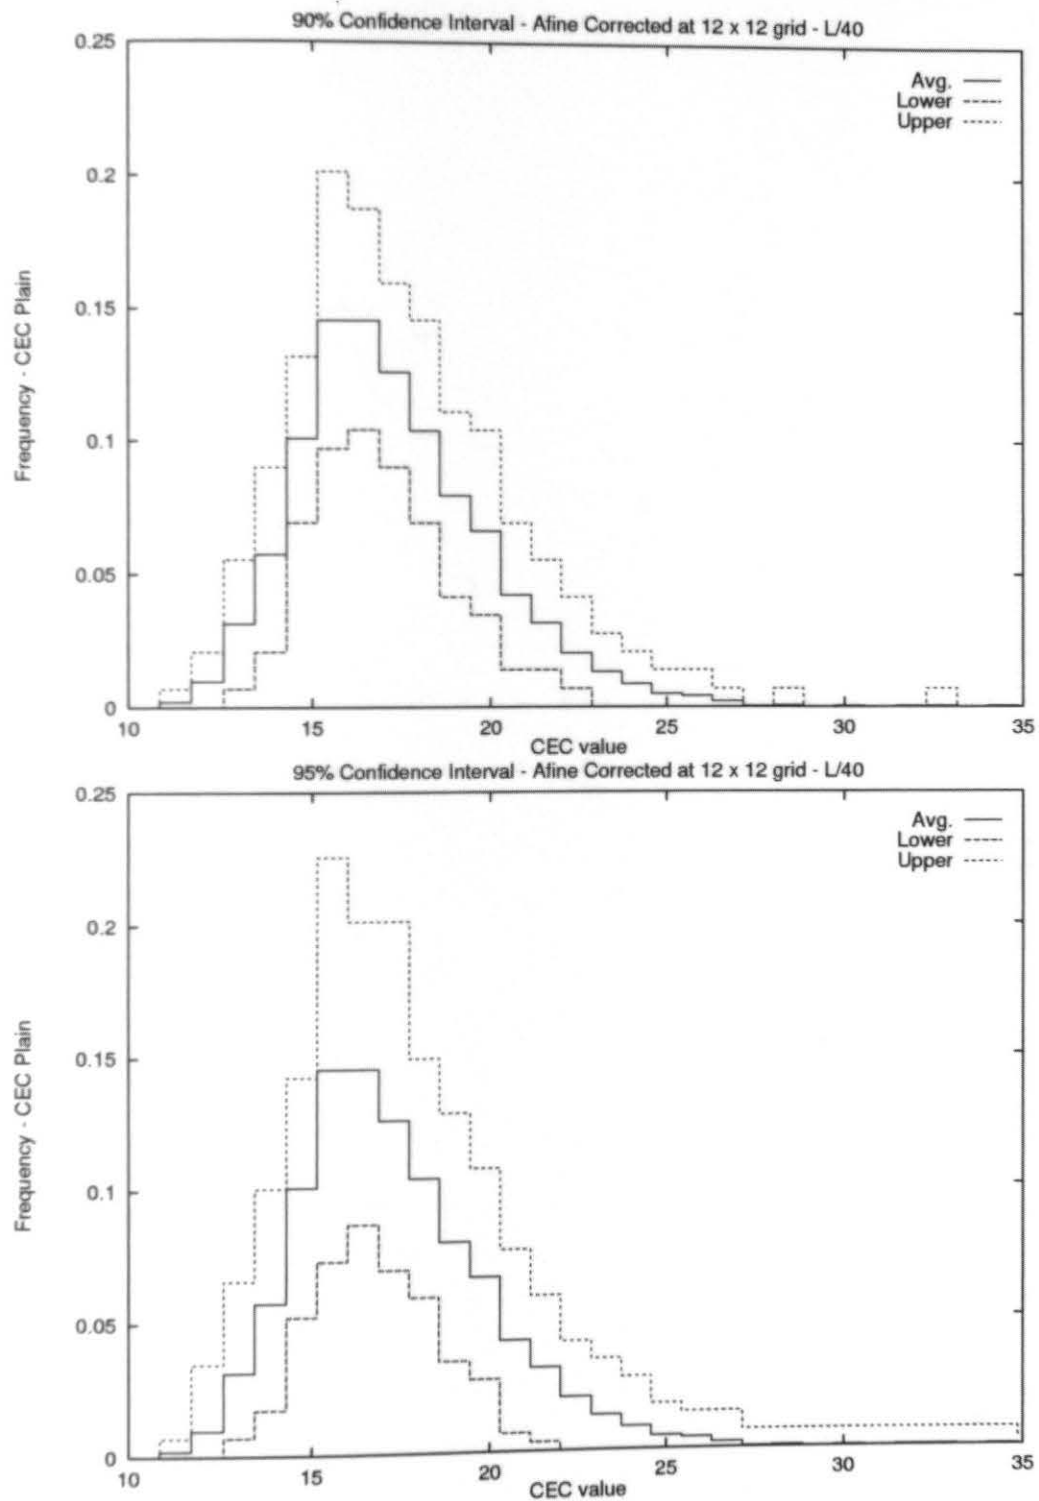 90% Confidence Interval - Afine Corrected at 12 x 12 grid - L/40
0.25
Avg.
Lower
Upper
0.2
0.15
0.1
0.05
0
Frequency - CEC Plain
10 15 20 25 30 35
CEC value
95% Confidence Interval - Afine Corrected at 12 x 12 grid - L/40
0.25
Avg.
Lower
Upper
0.2
0.15
0.1
0.05
0
Frequency - CEC Plain
10 15 20 25 30 35
CEC value